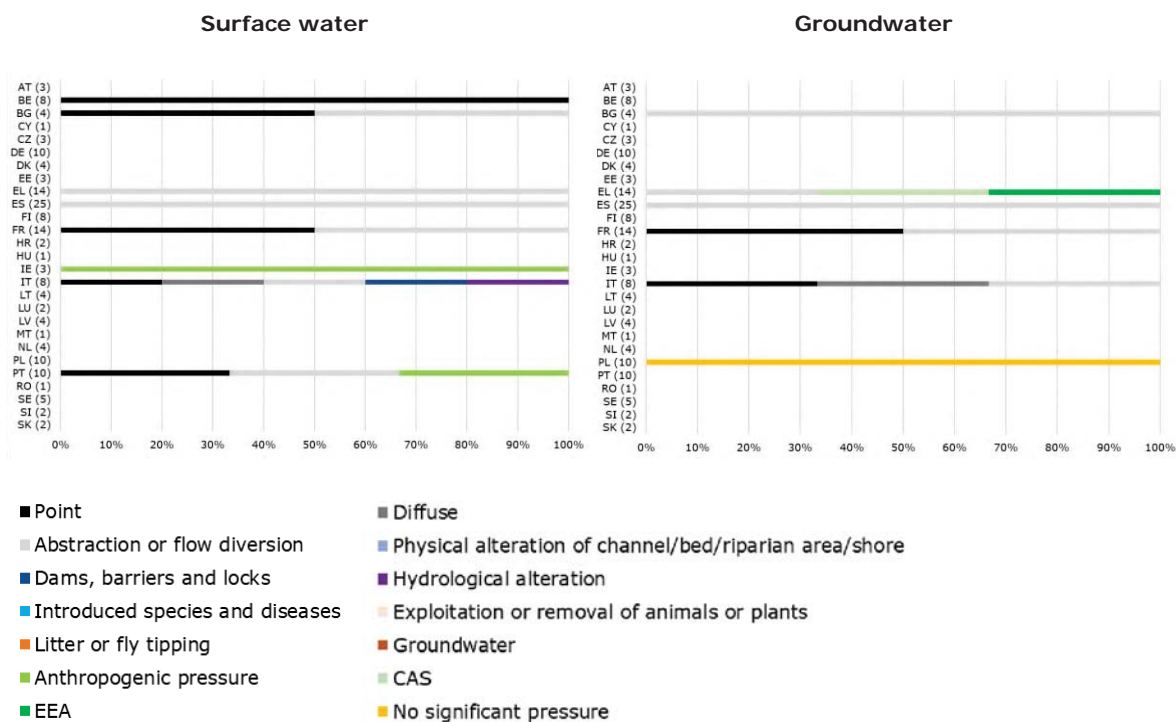 Surface water
Groundwater
AT (3)
BE (8)
BG (4)
CY (1)
CZ (3)
DE (10)
DK (4)
EE (3)
EL (14)
ES (25)
FI (8)
FR (14)
HR (2)
HU (1)
IE (3)
IT (8)
LT (4)
LU (2)
LV (4)
MT (1)
NL (4)
PL (10)
PT (10)
RO (1)
SE (5)
SI (2)
SK (2)
0% 10% 20% 30% 40% 50% 60% 70% 80% 90% 100%
AT (3)
BE (8)
BG (4)
CY (1)
CZ (3)
DE (10)
DK (4)
EE (3)
EL (14)
ES (25)
FI (8)
FR (14)
HR (2)
HU (1)
IE (3)
IT (8)
LT (4)
LU (2)
LV (4)
MT (1)
NL (4)
PL (10)
PT (10)
RO (1)
SE (5)
SI (2)
SK (2)
0% 10% 20% 30% 40% 50% 60% 70% 80% 90% 100%
Point
Diffuse
Abstraction or flow diversion
Physical alteration of channel/bed/riparian area/shore
Dams, barriers and locks
Hydrological alteration
Introduced species and diseases
Exploitation or removal of animals or plants
Litter or fly tipping
Groundwater
Anthropogenic pressure
CAS
EEA
No significant pressure